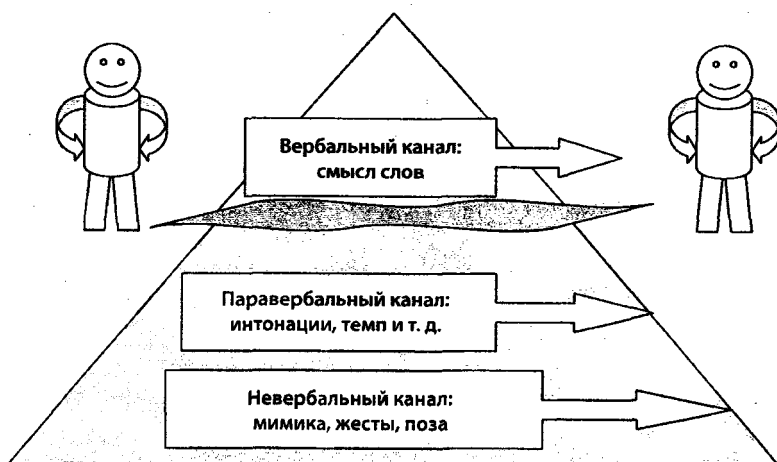 Вербальный канал:
смысл слов
Паравербальный канал:
интонации, темп и т. д.
Невербальный канал:
мимика, жесты, поза